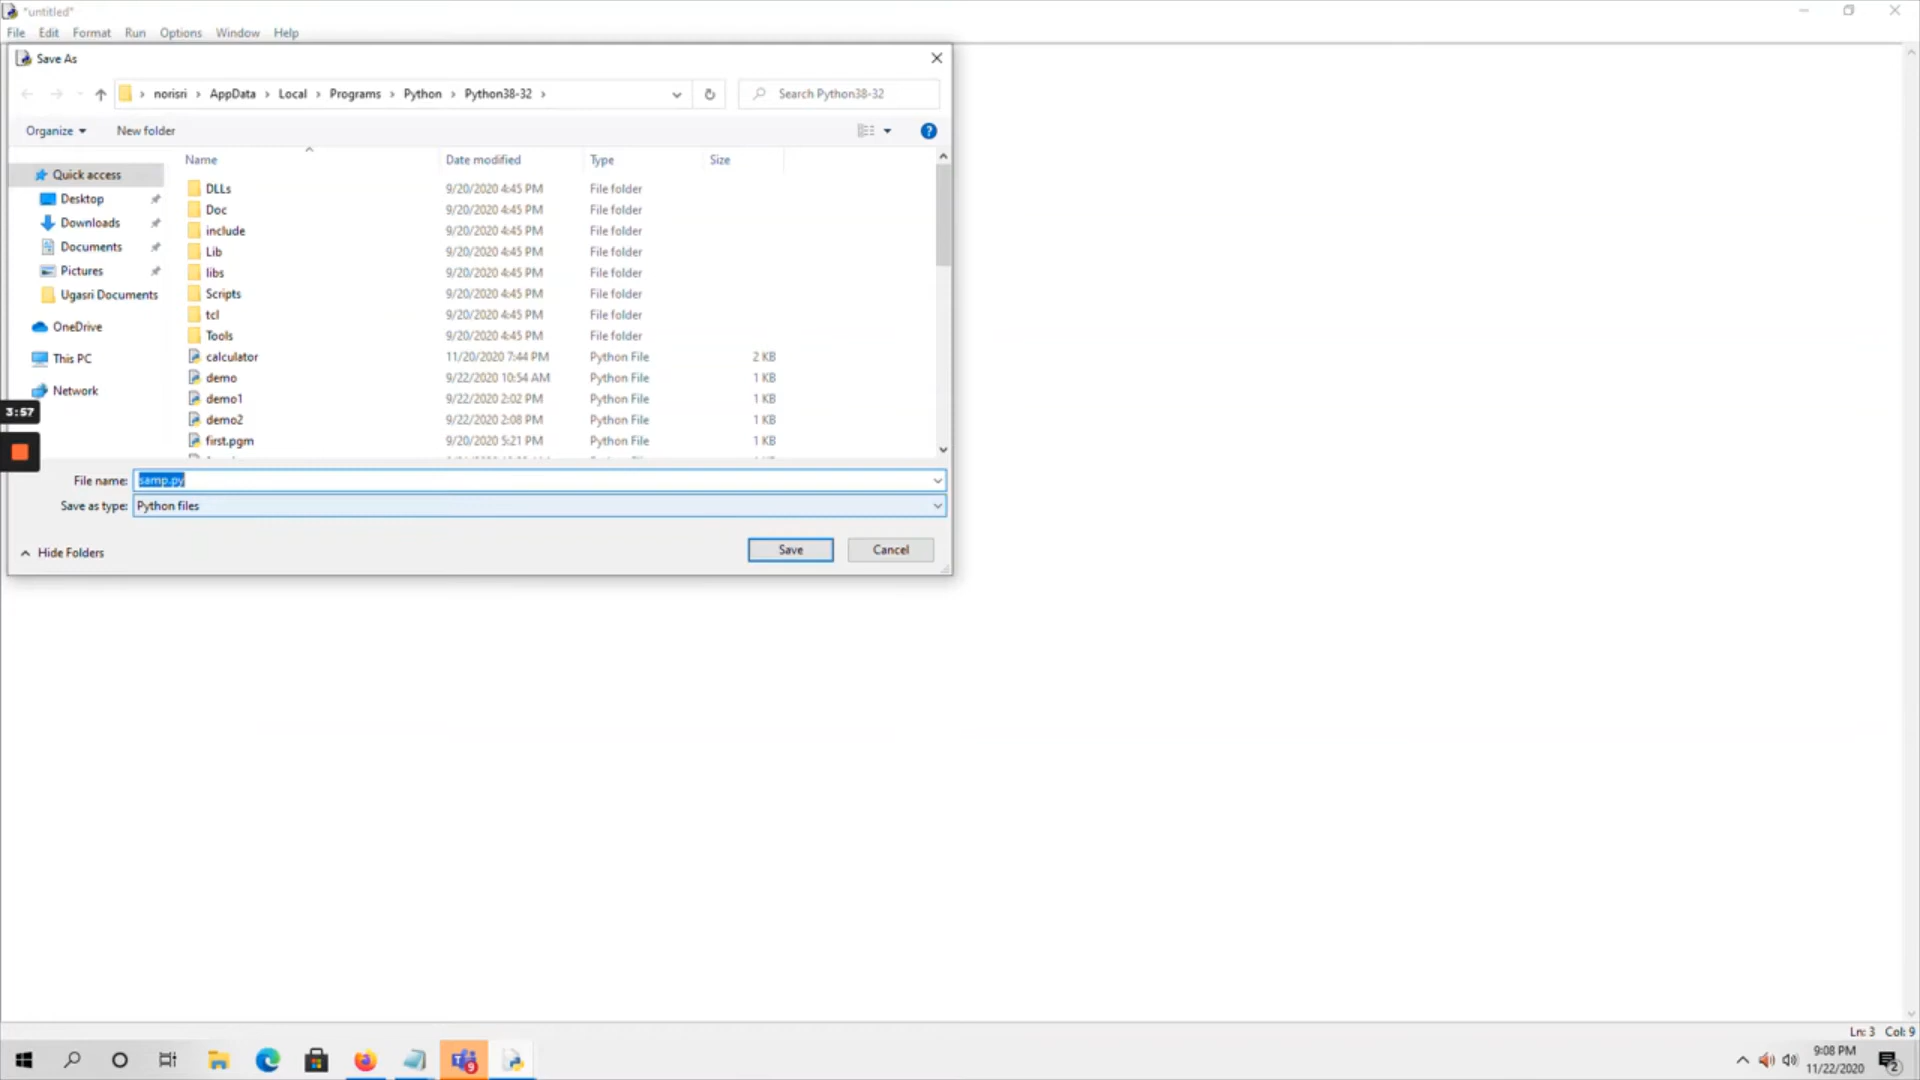 *untitled*
File Edit Format Run Options Window Help
Save As
norisri › AppData › Local › Programs › Python › Python38-32 ›
Search Python38-32
Organize
New folder
?
Name Date modified Type Size
Quick access
Desktop
Downloads
Documents
Pictures
Ugasri Documents
OneDrive
This PC
Network
DLLs 9/20/2020 4:45 PM File folder
Doc 9/20/2020 4:45 PM File folder
include 9/20/2020 4:45 PM File folder
Lib 9/20/2020 4:45 PM File folder
libs 9/20/2020 4:45 PM File folder
Scripts 9/20/2020 4:45 PM File folder
tcl 9/20/2020 4:45 PM File folder
Tools 9/20/2020 4:45 PM File folder
calculator 11/20/2020 7:44 PM Python File 2 KB
demo 9/22/2020 10:54 AM Python File 1 KB
demo1 9/22/2020 2:02 PM Python File 1 KB
demo2 9/22/2020 2:08 PM Python File 1 KB
first.pgm 9/20/2020 5:21 PM Python File 1 KB
3:57
File name: samp.py
Save as type: Python files
Hide Folders
Save
Cancel
Ln: 3 Col: 9
9
9:08 PM
11/22/2020
2